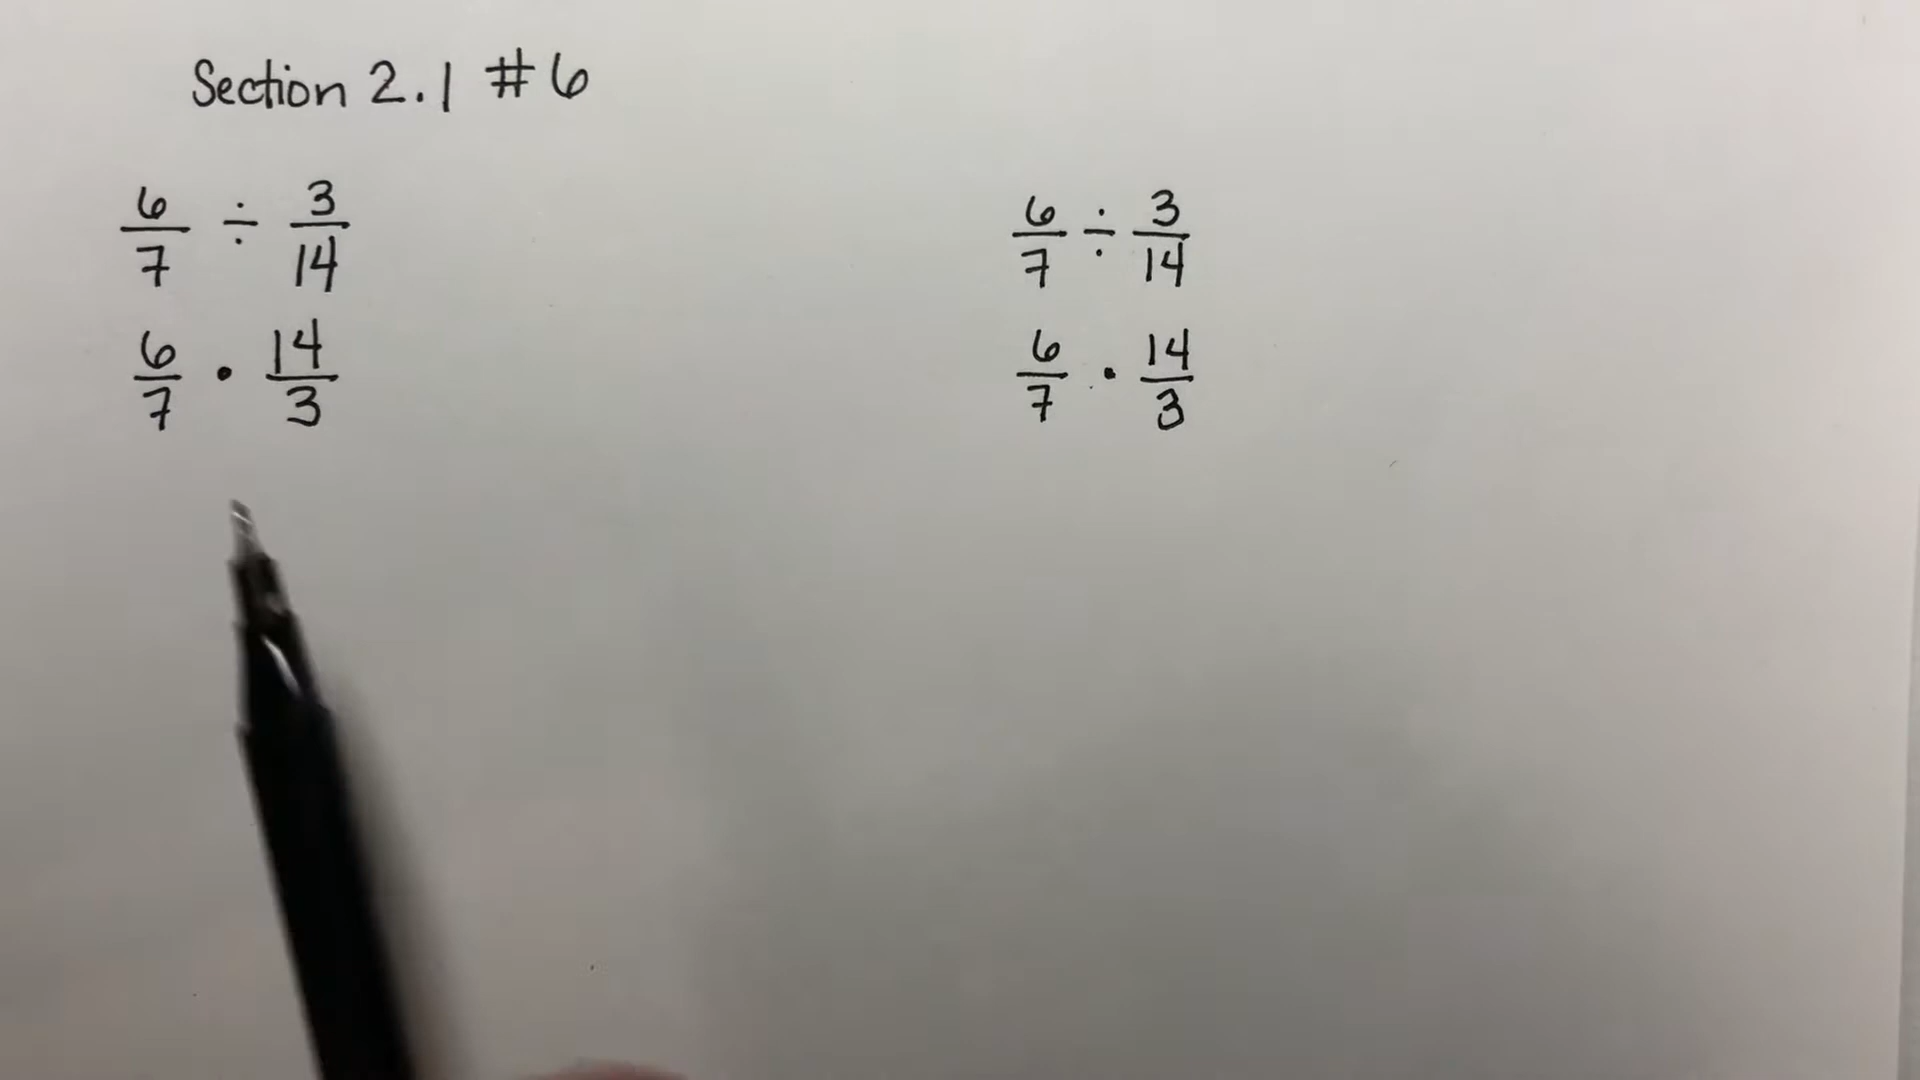 Section 2.1 #6
6/7 ÷ 3/14
6/7 · 14/3
6/7 ÷ 3/14
6/7 · 14/3